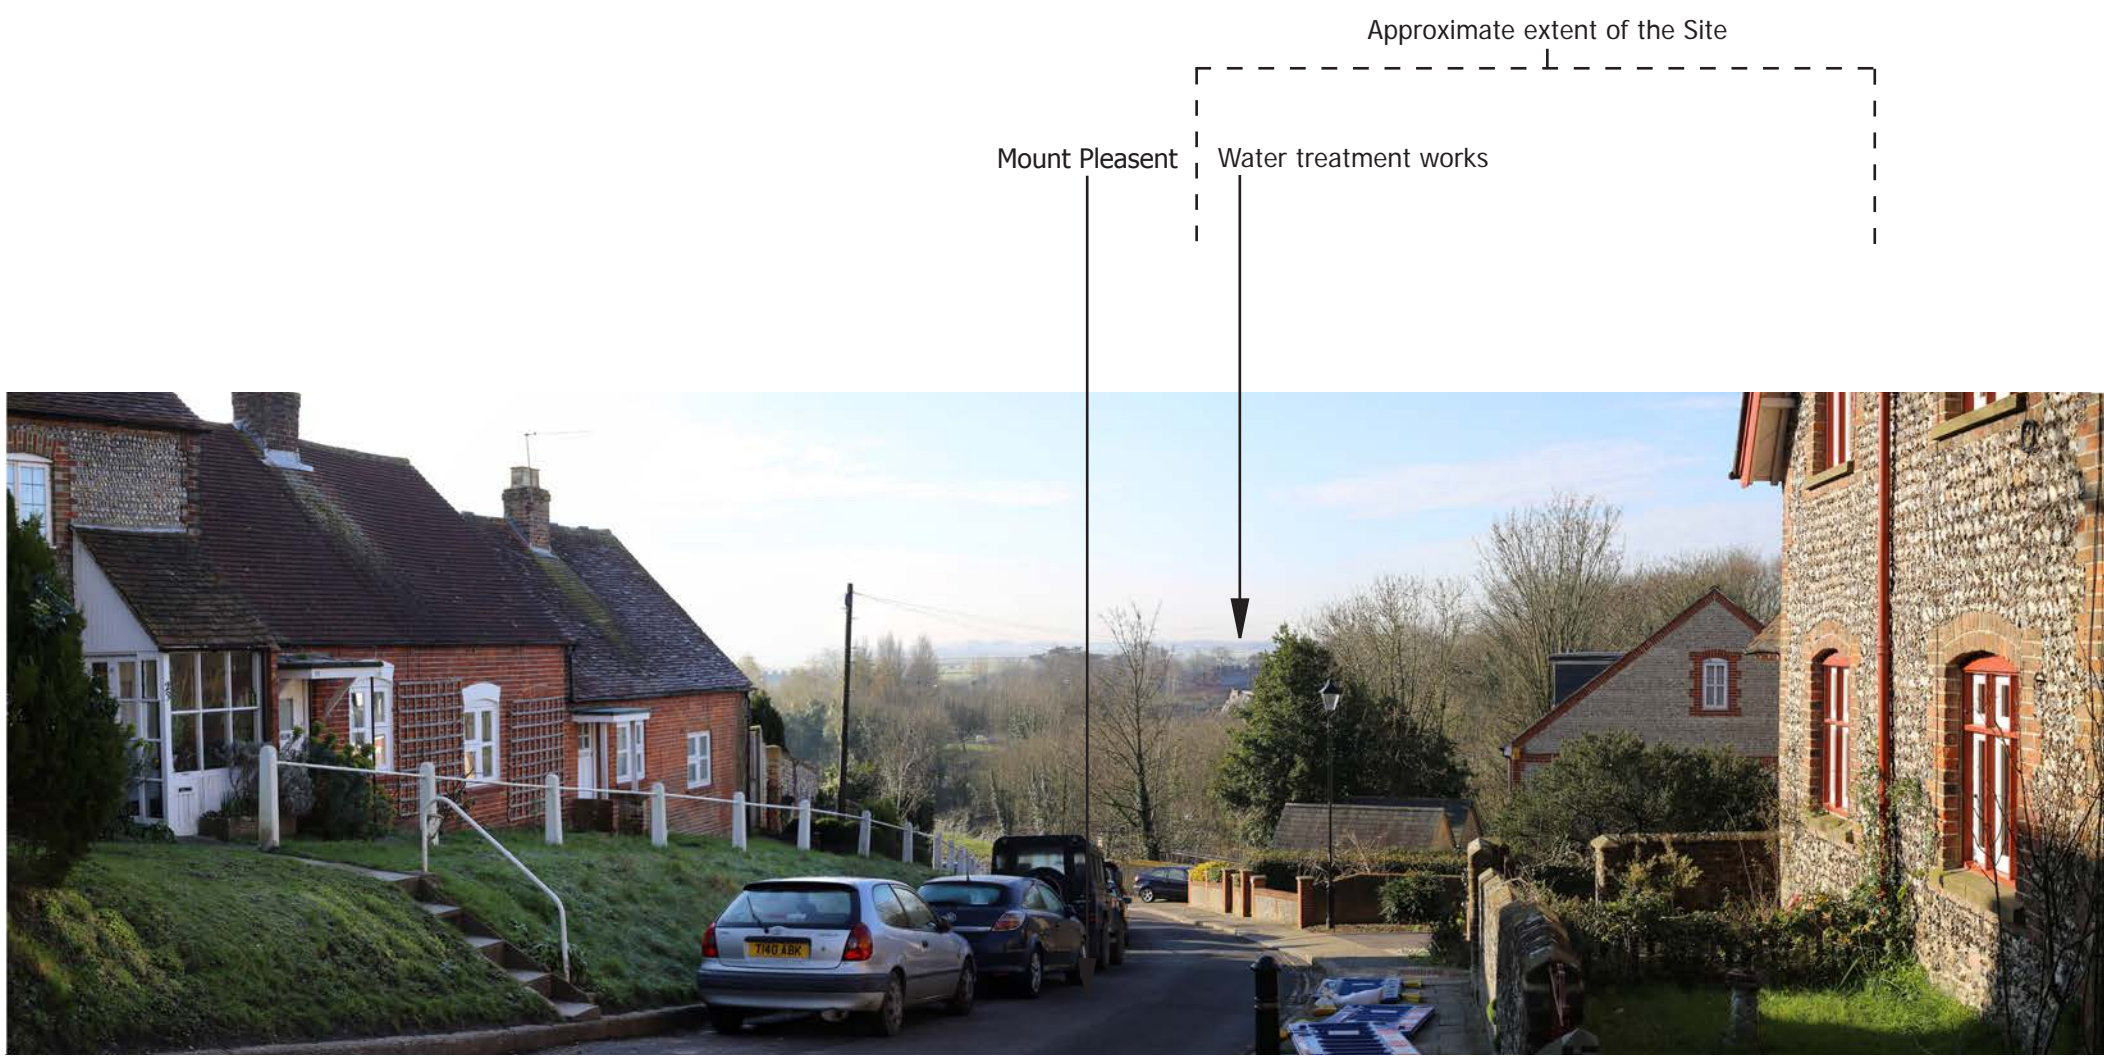 Approximate extent of the Site
Mount Pleasent
Water treatment works
T140 ABK